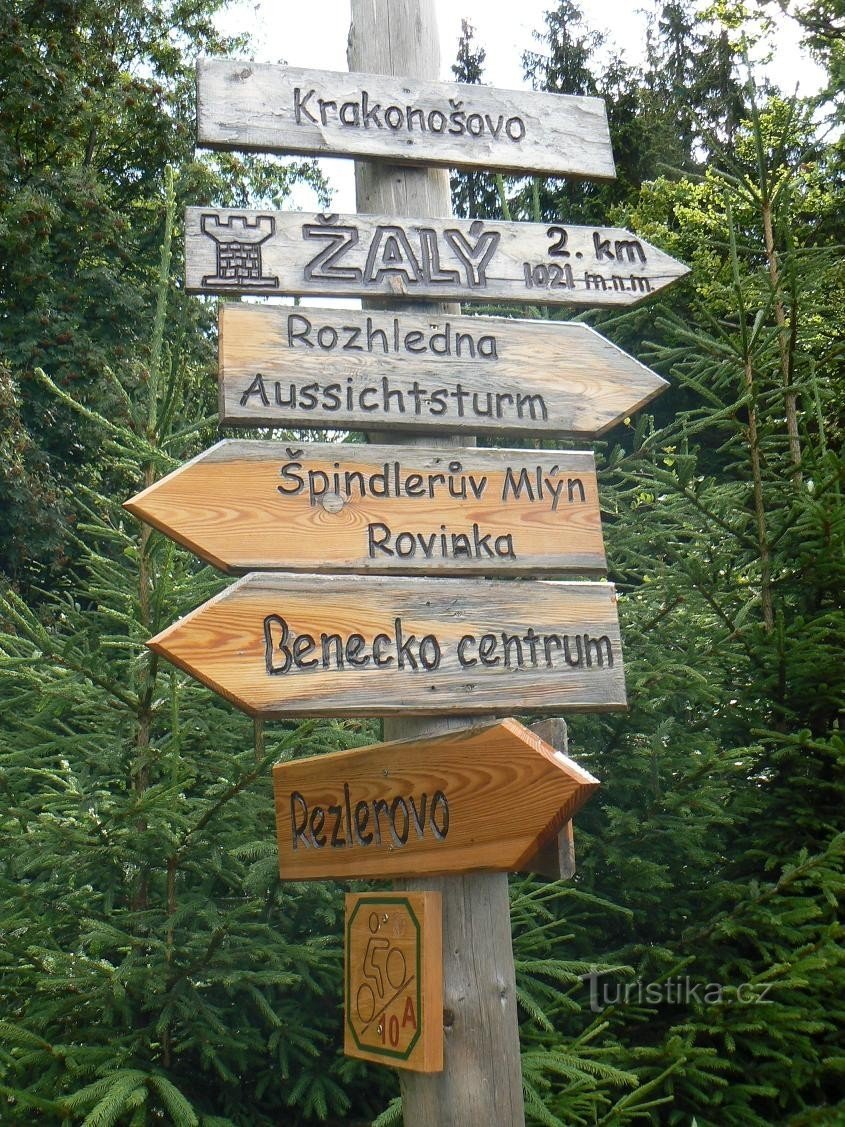 Krakonošovo
ŽALÝ 2. km
1021 m.n.m.
Rozhledna
Aussichtsturm
Špindlerův Mlýn
Rovinka
Benecko centrum
Rezlerovo
10A
Turistika.cz